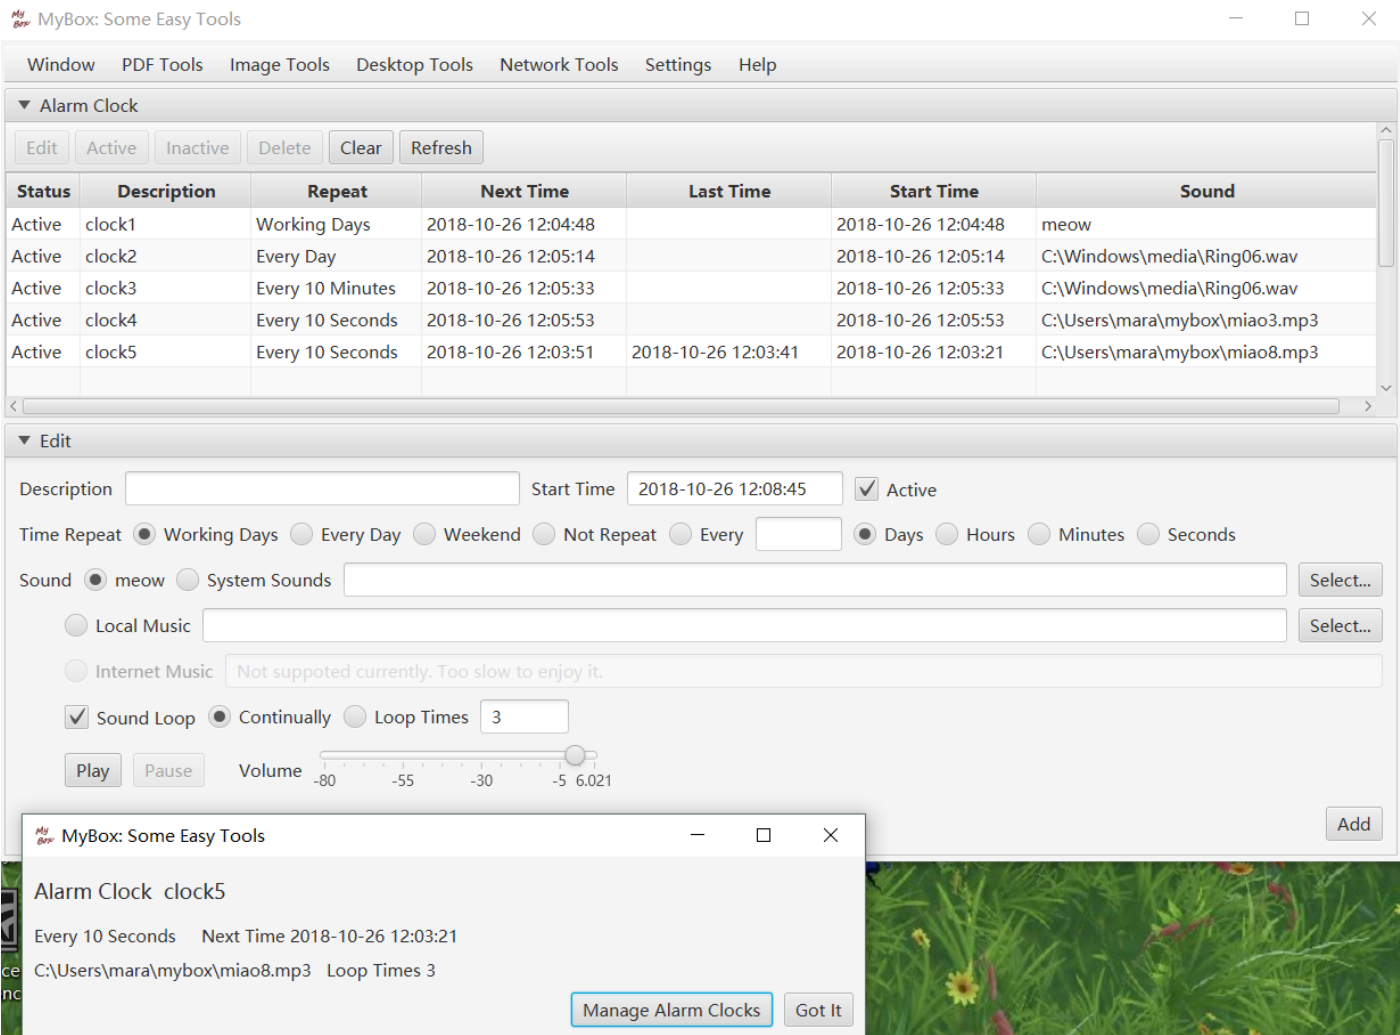 My Box MyBox: Some Easy Tools
Window PDF Tools Image Tools Desktop Tools Network Tools Settings Help
Alarm Clock
Edit Active Inactive Delete Clear Refresh
Status Description Repeat Next Time Last Time Start Time Sound
Active clock1 Working Days 2018-10-26 12:04:48 2018-10-26 12:04:48 meow
Active clock2 Every Day 2018-10-26 12:05:14 2018-10-26 12:05:14 C:\Windows\media\Ring06.wav
Active clock3 Every 10 Minutes 2018-10-26 12:05:33 2018-10-26 12:05:33 C:\Windows\media\Ring06.wav
Active clock4 Every 10 Seconds 2018-10-26 12:05:53 2018-10-26 12:05:53 C:\Users\mara\mybox\miao3.mp3
Active clock5 Every 10 Seconds 2018-10-26 12:03:51 2018-10-26 12:03:41 2018-10-26 12:03:21 C:\Users\mara\mybox\miao8.mp3
Edit
Description Start Time 2018-10-26 12:08:45 Active
Time Repeat Working Days Every Day Weekend Not Repeat Every Days Hours Minutes Seconds
Sound meow System Sounds Select...
Local Music Select...
Internet Music Not suppoted currently. Too slow to enjoy it.
Sound Loop Continually Loop Times 3
Play Pause Volume -80 -55 -30 -5 6.021
Add
My Box MyBox: Some Easy Tools
Alarm Clock clock5
Every 10 Seconds Next Time 2018-10-26 12:03:21
C:\Users\mara\mybox\miao8.mp3 Loop Times 3
Manage Alarm Clocks Got It
ce
nc